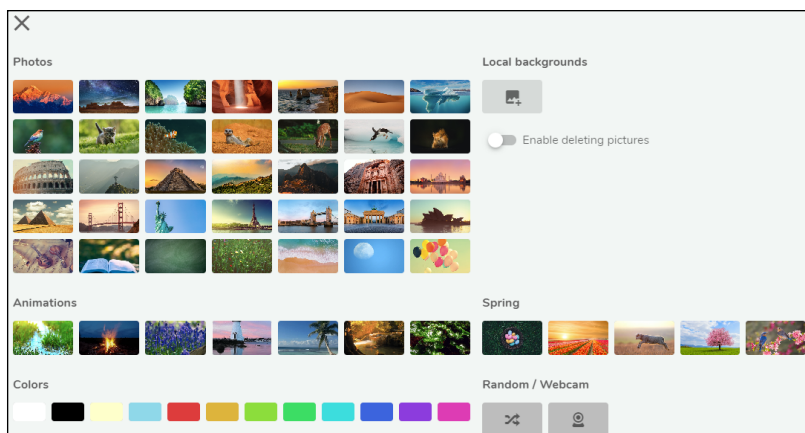 Photos
Local backgrounds
Enable deleting pictures
Animations
Spring
Colors
Random / Webcam